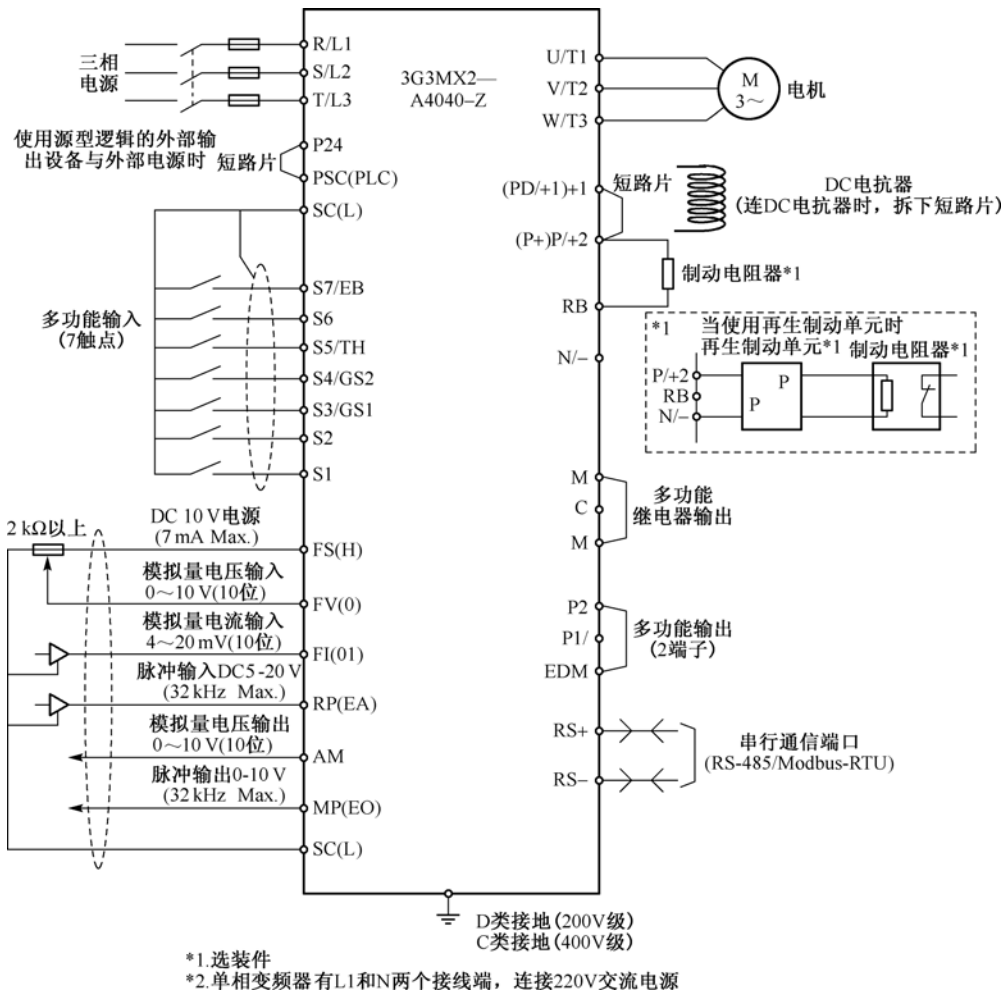 三相
电源
R/L1
S/L2
T/L3
3G3MX2—
A4040–Z
U/T1
V/T2
W/T3
M
3～
电机
使用源型逻辑的外部输
出设备与外部电源时
短路片
P24
PSC(PLC)
SC(L)
(PD/+1)+1
短路片
DC电抗器
(连DC电抗器时，拆下短路片)
(P+)P/+2
制动电阻器*1
RB
N/–
多功能输入
(7触点)
S7/EB
S6
S5/TH
S4/GS2
S3/GS1
S2
S1
*1
当使用再生制动单元时
再生制动单元*1
制动电阻器*1
P/+2
RB
N/–
P
P
M
C
M
多功能
继电器输出
2 kΩ以上
DC 10 V电源
(7 mA Max.)
FS(H)
模拟量电压输入
0～10 V(10位)
FV(0)
模拟量电流输入
4～20 mV(10位)
FI(01)
脉冲输入DC5-20 V
(32 kHz Max.)
RP(EA)
模拟量电压输出
0～10 V(10位)
AM
脉冲输出0-10 V
(32 kHz Max.)
MP(EO)
SC(L)
P2
P1/
EDM
多功能输出
(2端子)
RS+
RS–
串行通信端口
(RS-485/Modbus-RTU)
D类接地(200V级)
C类接地(400V级)
*1.选装件
*2.单相变频器有L1和N两个接线端，连接220V交流电源